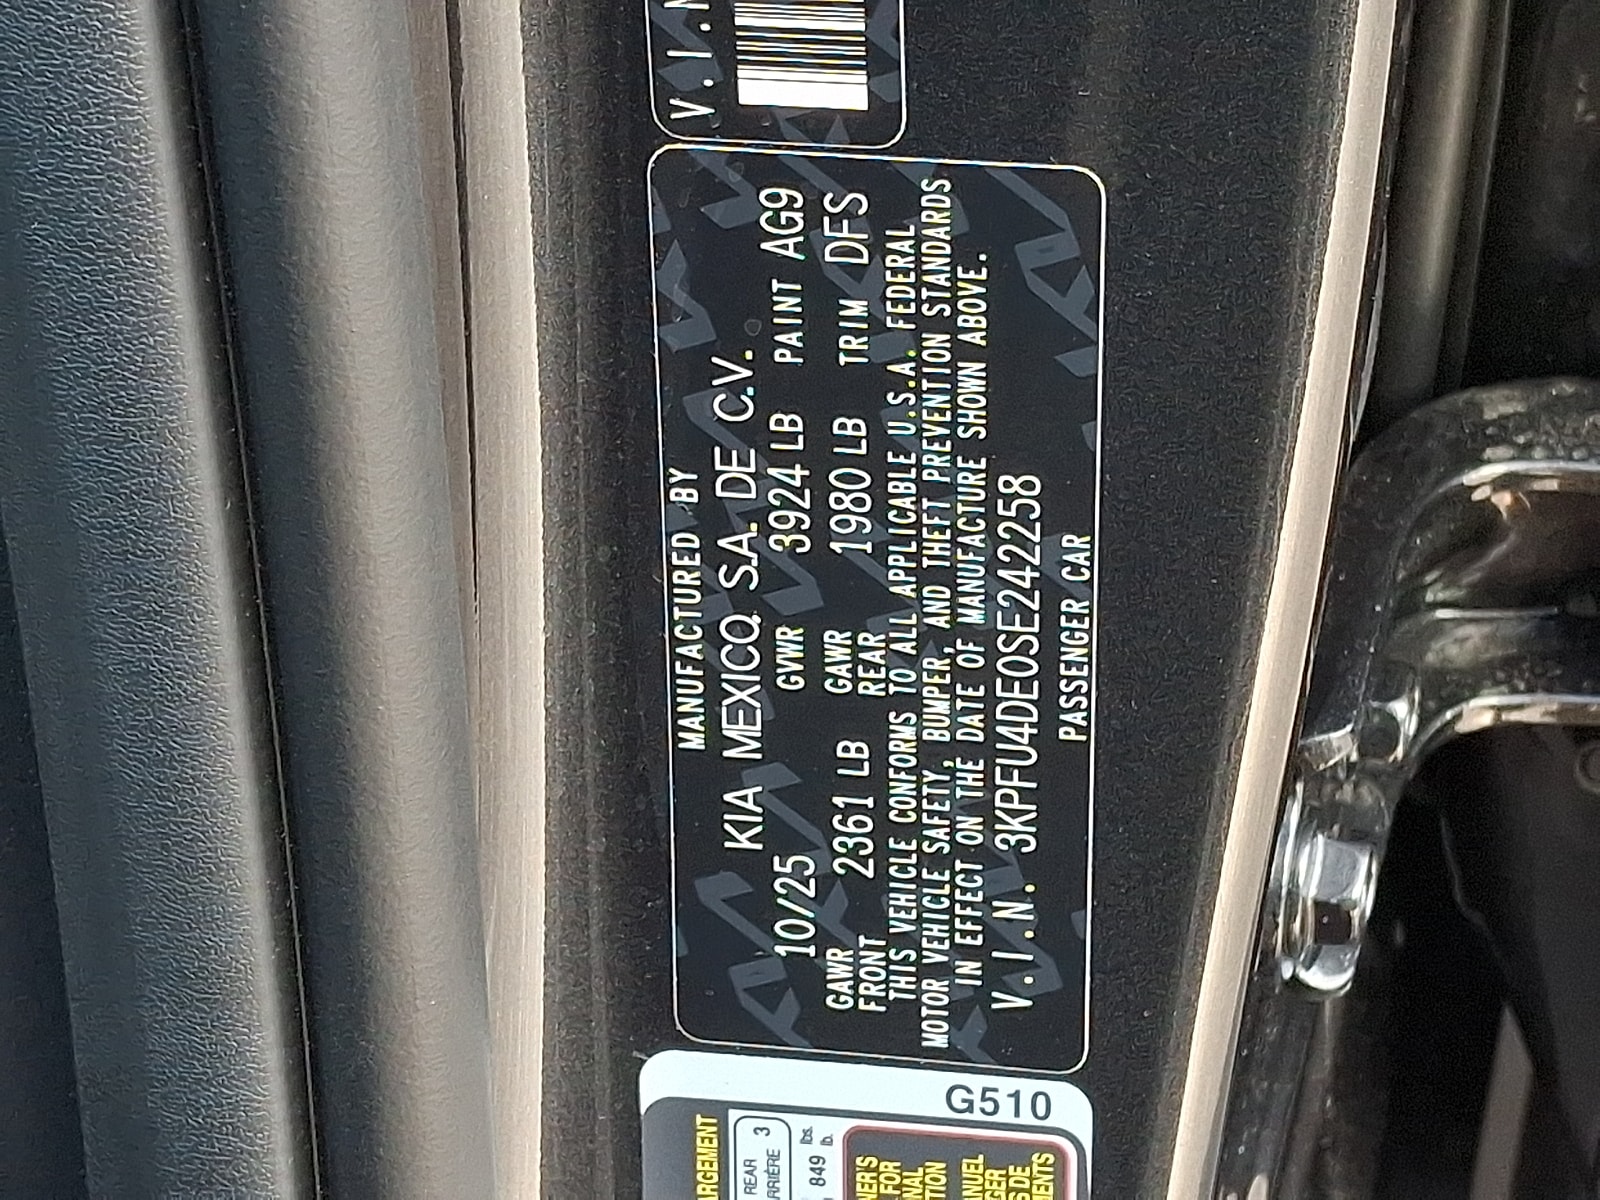 MANUFACTURED BY
KIA MEXICO, S.A. DE C.V.
10/25 GVWR 3924 LB PAINT AG9
GAWR FRONT 2361 LB GAWR REAR 1980 LB TRIM DFS
THIS VEHICLE CONFORMS TO ALL APPLICABLE U.S.A. FEDERAL
MOTOR VEHICLE SAFETY, BUMPER, AND THEFT PREVENTION STANDARDS
IN EFFECT ON THE DATE OF MANUFACTURE SHOWN ABOVE.
V.I.N. 3KPFU4DE0SE242258
PASSENGER CAR
V.I.N
G510
REAR
3
849 lbs.
lb.